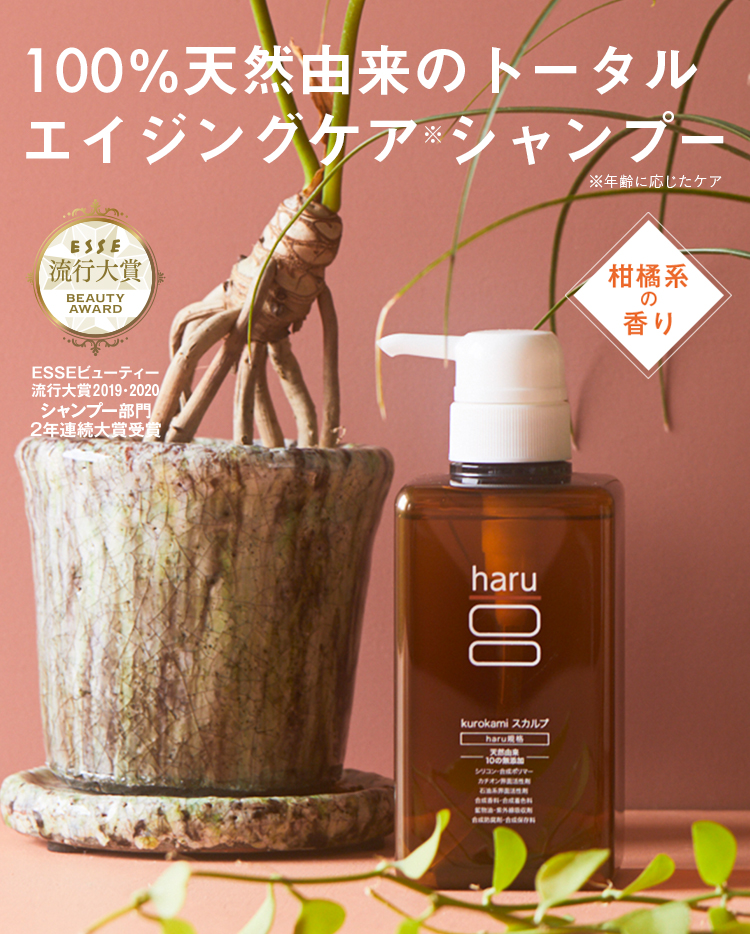 100%天然由来のトータル
エイジングケア※シャンプー
※年齢に応じたケア
ESSE
流行大賞
BEAUTY
AWARD
ESSEビューティー
流行大賞2019・2020
シャンプー部門
2年連続大賞受賞
柑橘系
の
香り
haru
kurokami スカルプ
haru規格
天然由来
10の無添加
シリコン・合成ポリマー
カチオン界面活性剤
石油系界面活性剤
合成香料・合成着色料
鉱物油・紫外線吸収剤
合成防腐剤・合成保存料